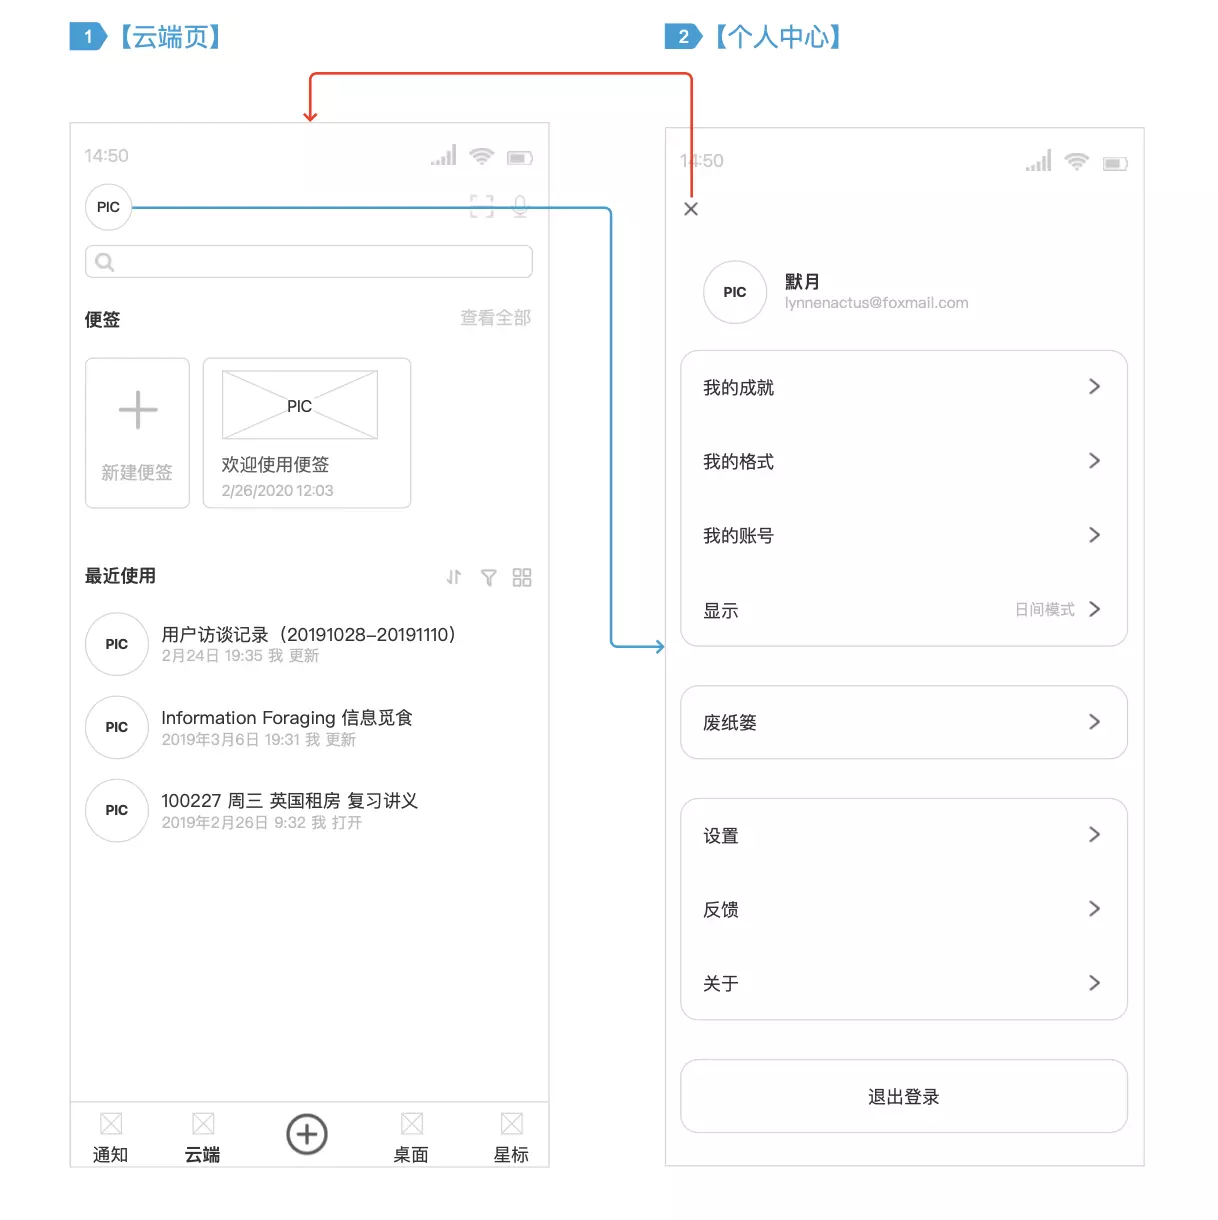 1 【云端页】
14:50
PIC
便签 查看全部
PIC
新建便签
欢迎使用便签
2/26/2020 12:03
最近使用
PIC
用户访谈记录（20191028-20191110）
2月24日 19:35 我 更新
PIC
Information Foraging 信息觅食
2019年3月6日 19:31 我 更新
PIC
100227 周三 英国租房 复习讲义
2019年2月26日 9:32 我 打开
通知 云端 桌面 星标
2 【个人中心】
14:50
PIC
默月
lynnenactus@foxmail.com
我的成就
我的格式
我的账号
显示 日间模式
废纸篓
设置
反馈
关于
退出登录